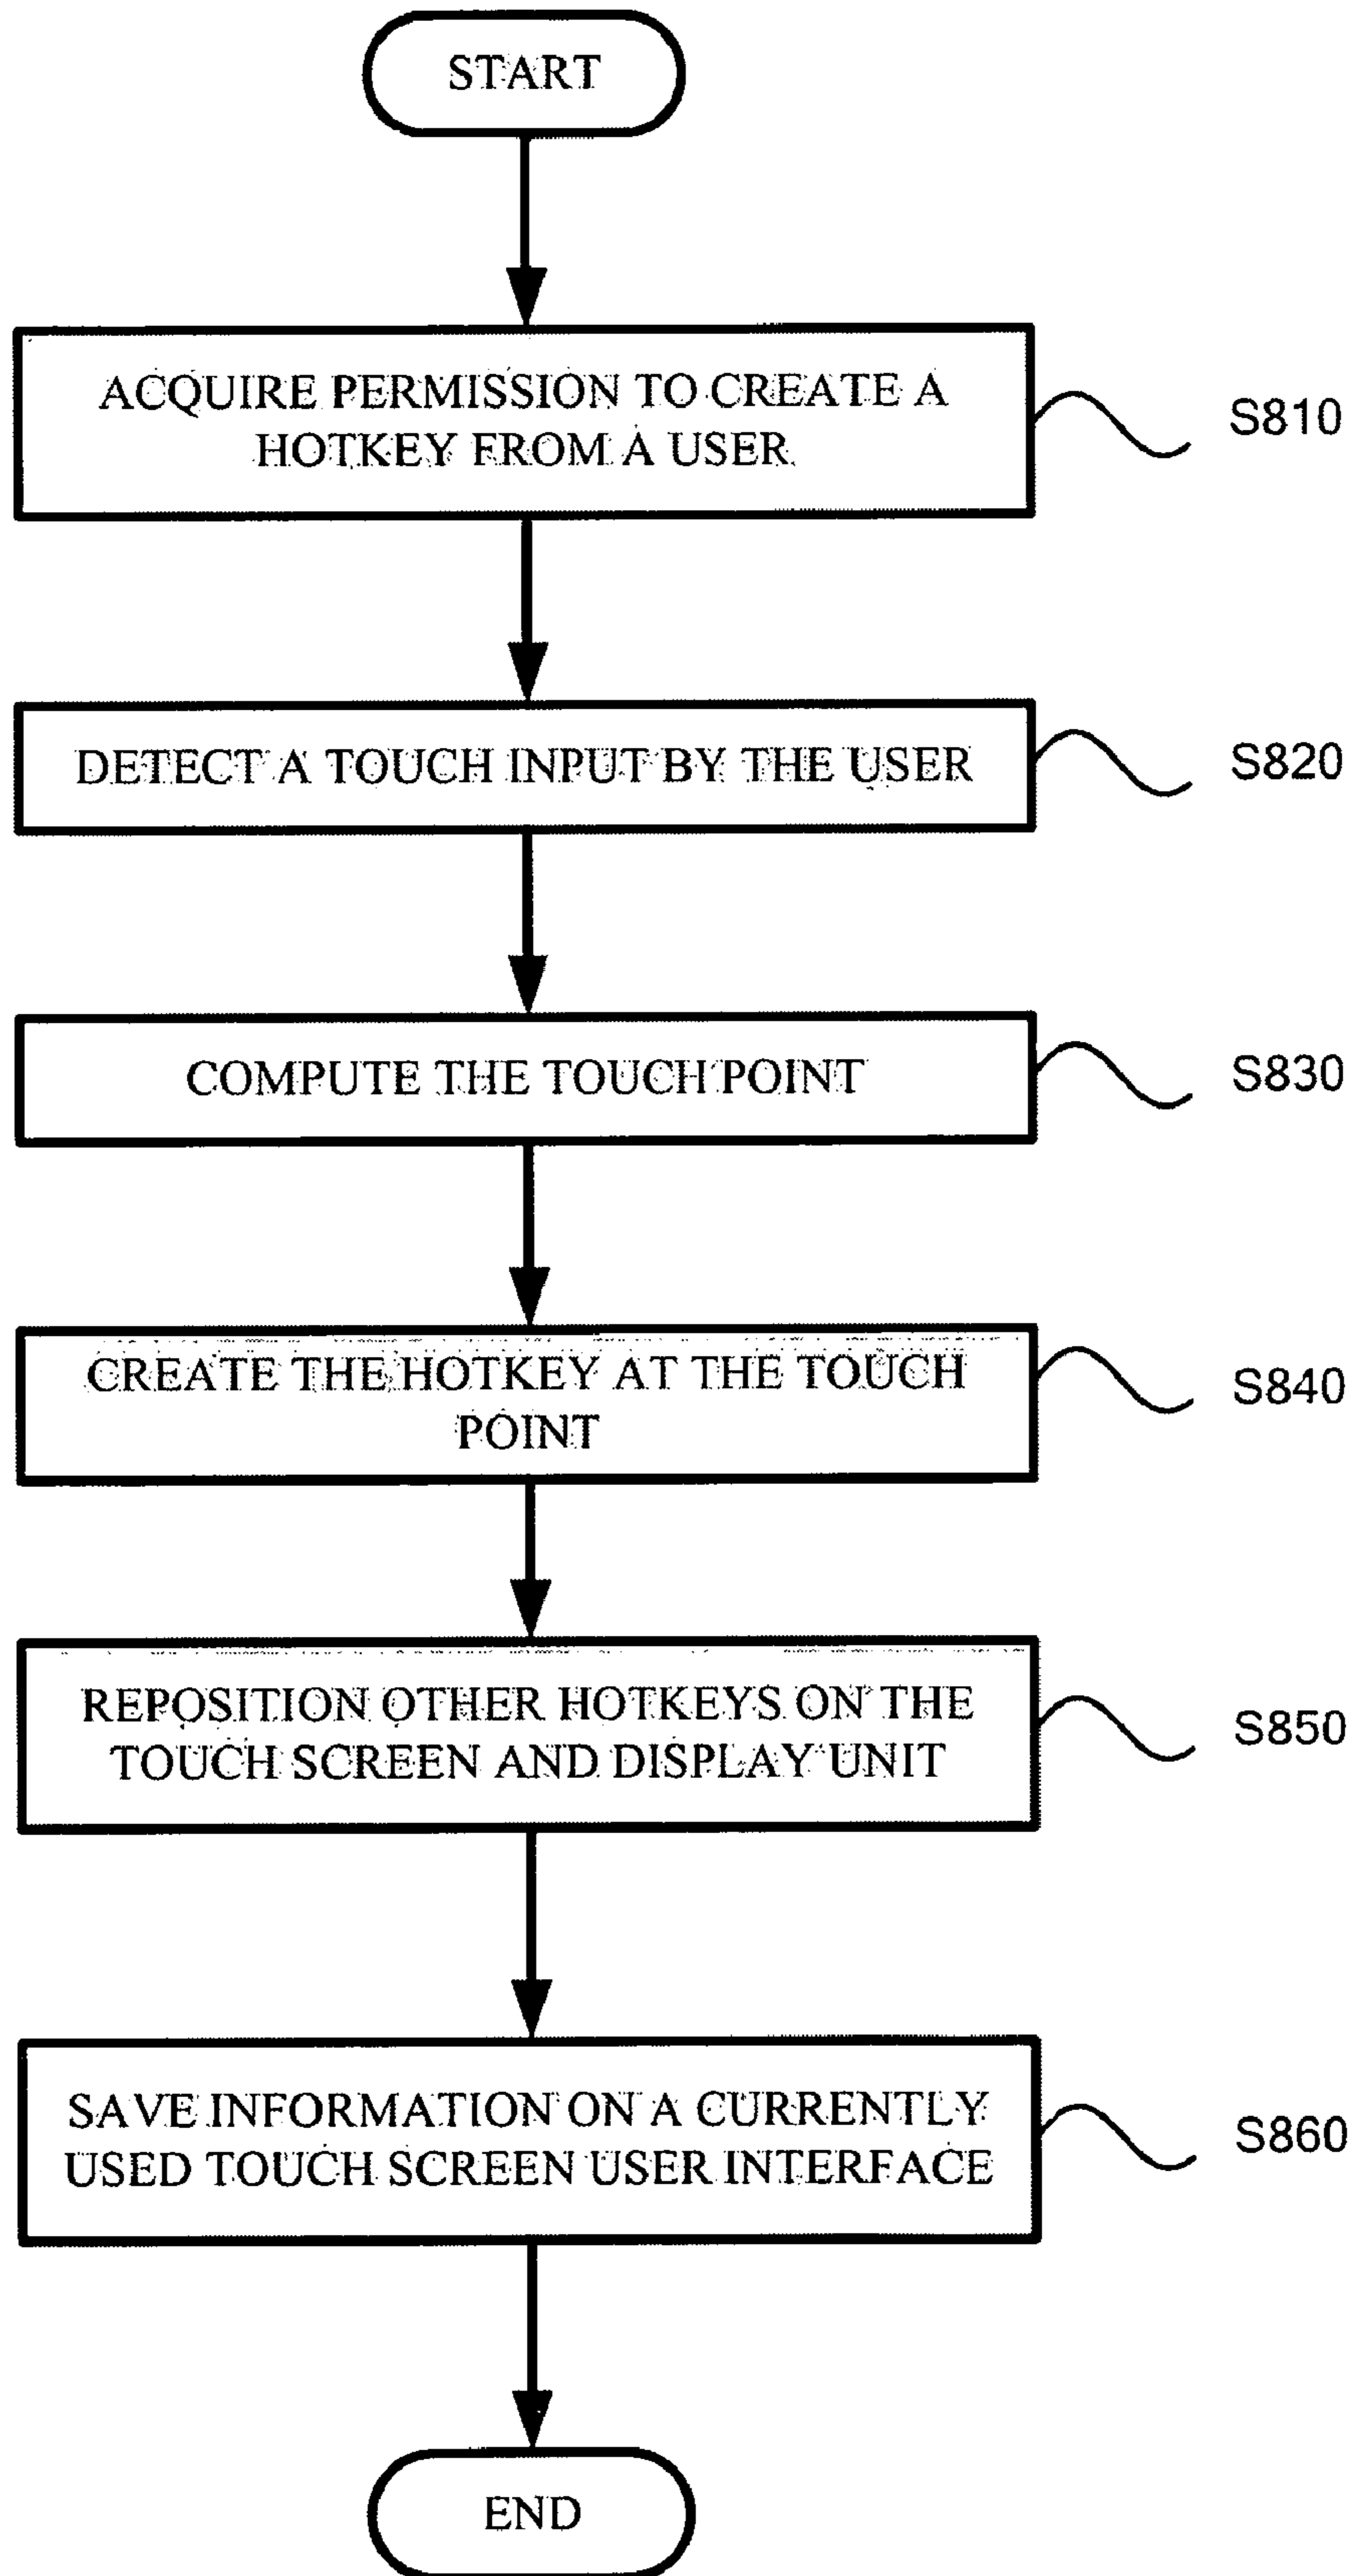 START
ACQUIRE PERMISSION TO CREATE A
HOTKEY FROM A USER
S810
DETECT A TOUCH INPUT BY THE USER
S820
COMPUTE THE TOUCH POINT
S830
CREATE THE HOTKEY AT THE TOUCH
POINT
S840
REPOSITION OTHER HOTKEYS ON THE
TOUCH SCREEN AND DISPLAY UNIT
S850
SAVE INFORMATION ON A CURRENTLY
USED TOUCH SCREEN USER INTERFACE
S860
END